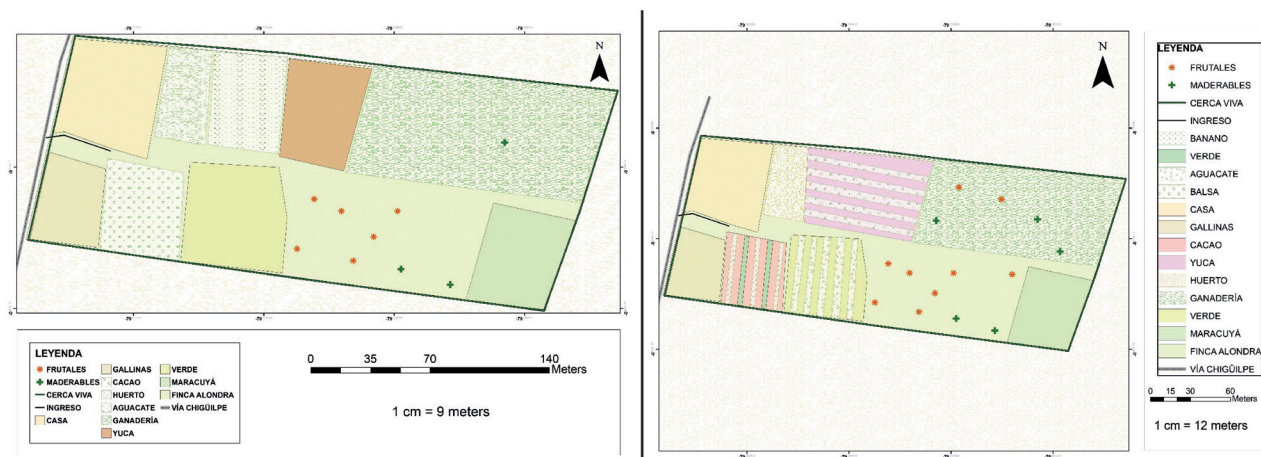 N
LEYENDA
FRUTALES
MADERABLES
CERCA VIVA
INGRESO
CASA
GALLINAS
CACAO
HUERTO
AGUACATE
GANADERÍA
YUCA
VERDE
MARACUYÁ
FINCA ALONDRA
VÍA CHIGÜILPE
0 35 70 140
Meters
1 cm = 9 meters
N
LEYENDA
FRUTALES
MADERABLES
CERCA VIVA
INGRESO
BANANO
VERDE
AGUACATE
BALSA
CASA
GALLINAS
CACAO
YUCA
HUERTO
GANADERÍA
VERDE
MARACUYÁ
FINCA ALONDRA
VÍA CHIGÜILPE
0 15 30 60
Meters
1 cm = 12 meters